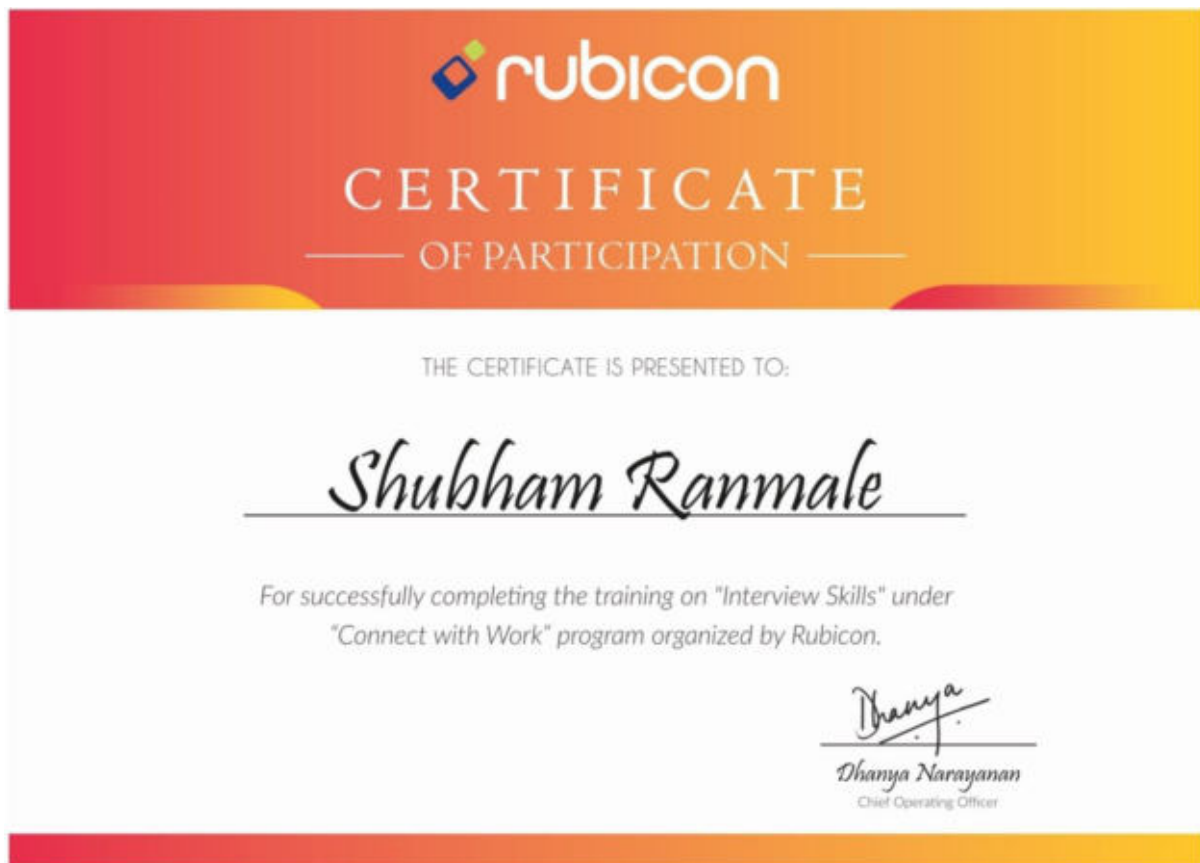 rubicon
CERTIFICATE
OF PARTICIPATION
THE CERTIFICATE IS PRESENTED TO:
Shubham Ranmale
For successfully completing the training on "Interview Skills" under
"Connect with Work" program organized by Rubicon.
Dhanya
Dhanya Narayanan
Chief Operating Officer